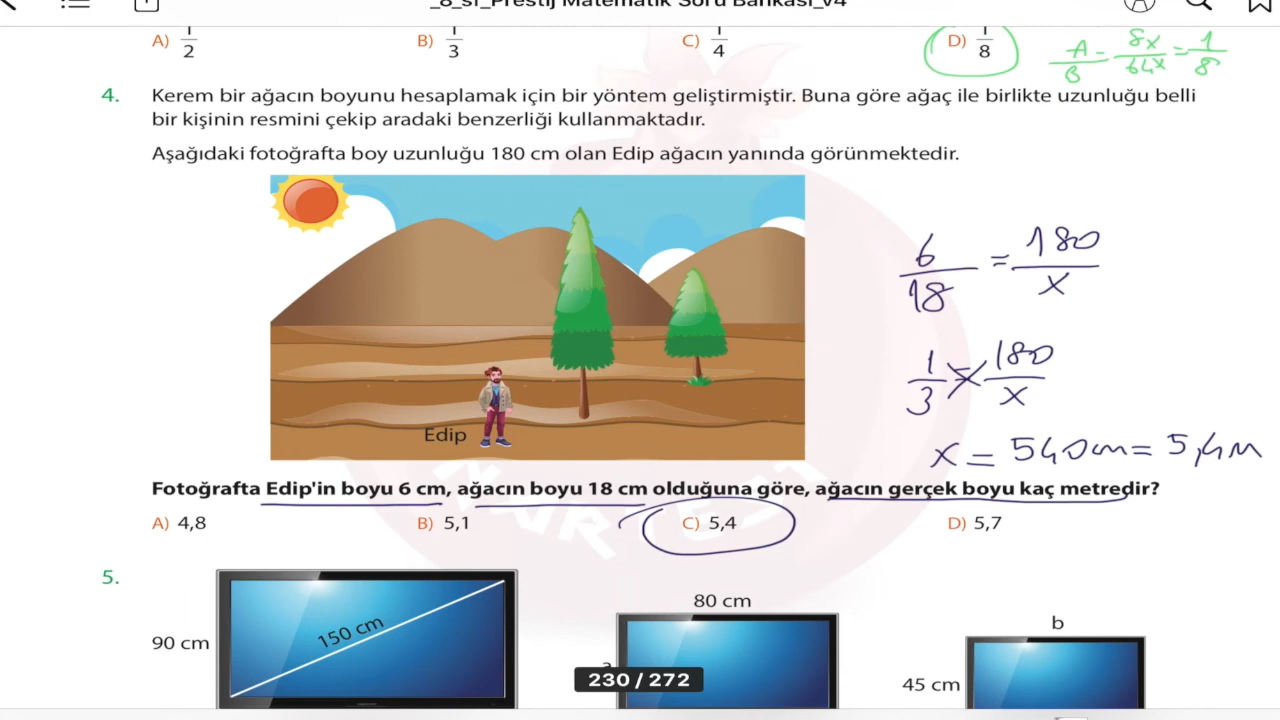 _8_sf_Prestij Matematik Soru Bankası_v4
A) 1/2 B) 1/3 C) 1/4 D) 1/8
A/B = 8x/64x = 1/8
4. Kerem bir ağacın boyunu hesaplamak için bir yöntem geliştirmiştir. Buna göre ağaç ile birlikte uzunluğu belli
bir kişinin resmini çekip aradaki benzerliği kullanmaktadır.
Aşağıdaki fotoğrafta boy uzunluğu 180 cm olan Edip ağacın yanında görünmektedir.
6/18 = 180/x
1/3 = 180/x
Edip
x = 540cm = 5,4m
Fotoğrafta Edip'in boyu 6 cm, ağacın boyu 18 cm olduğuna göre, ağacın gerçek boyu kaç metredir?
A) 4,8 B) 5,1 C) 5,4 D) 5,7
NARTEST
5.
90 cm
150 cm
80 cm
a
b
45 cm
230 / 272